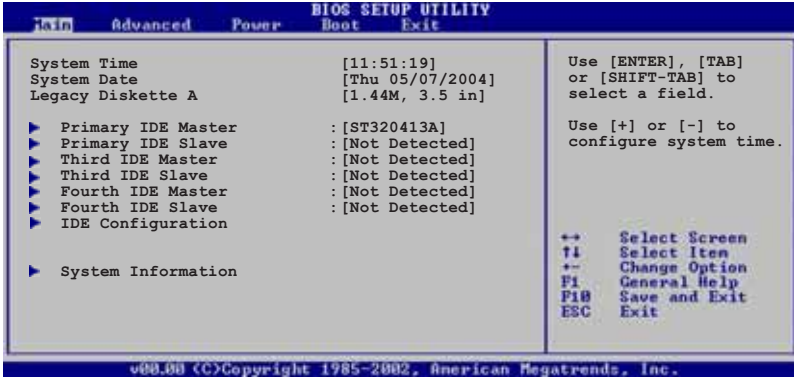 BIOS SETUP UTILITY
Main Advanced Power Boot Exit
System Time [11:51:19]
System Date [Thu 05/07/2004]
Legacy Diskette A [1.44M, 3.5 in]
Primary IDE Master :[ST320413A]
Primary IDE Slave :[Not Detected]
Third IDE Master :[Not Detected]
Third IDE Slave :[Not Detected]
Fourth IDE Master :[Not Detected]
Fourth IDE Slave :[Not Detected]
IDE Configuration
System Information
Use [ENTER], [TAB]
or [SHIFT-TAB] to
select a field.
Use [+] or [-] to
configure system time.
↔ Select Screen
↑↓ Select Item
+- Change Option
F1 General Help
F10 Save and Exit
ESC Exit
v00.00 (C)Copyright 1985-2002, American Megatrends, Inc.